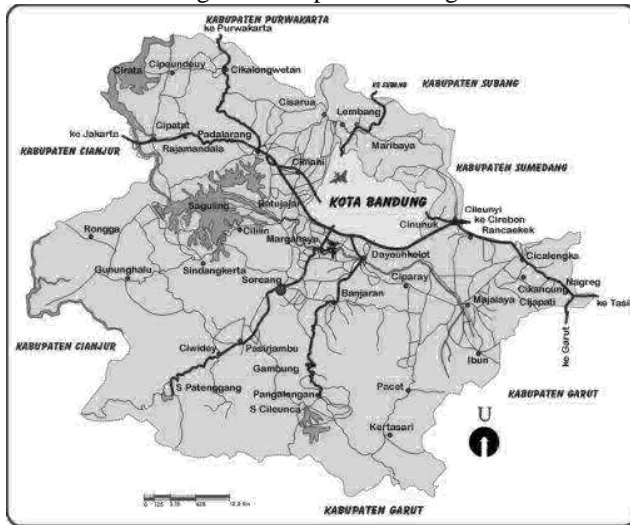 KABUPATEN PURWAKARTA
ke Purwakarta
Cirata
Cipeundeuy
Cikalongwetan
KE SUBANG
KABUPATEN SUBANG
Cisarua
Lembang
ke Jakarta
Cipatat
Padalarang
Maribaya
KABUPATEN CIANJUR
Rajamandala
Cimahi
KABUPATEN SUMEDANG
Batujajar
KOTA BANDUNG
Cileunyi
Saguling
ke Cirebon
Rongga
Cililin
Cinunuk
Rancaekek
Margahayu
Dayeuhkolot
Cicalengka
Gununghalu
Sindangkerta
Soreang
Ciparay
Cikancung
Nagreg
Banjaran
Majalaya
Cijapati
ke Tasik
KABUPATEN CIANJUR
Ciwidey
Pasirjambu
Ibun
ke Garut
Gambung
S Patenggang
Pangalengan
Pacet
KABUPATEN GARUT
S Cileunca
U
Kertasari
KABUPATEN GARUT